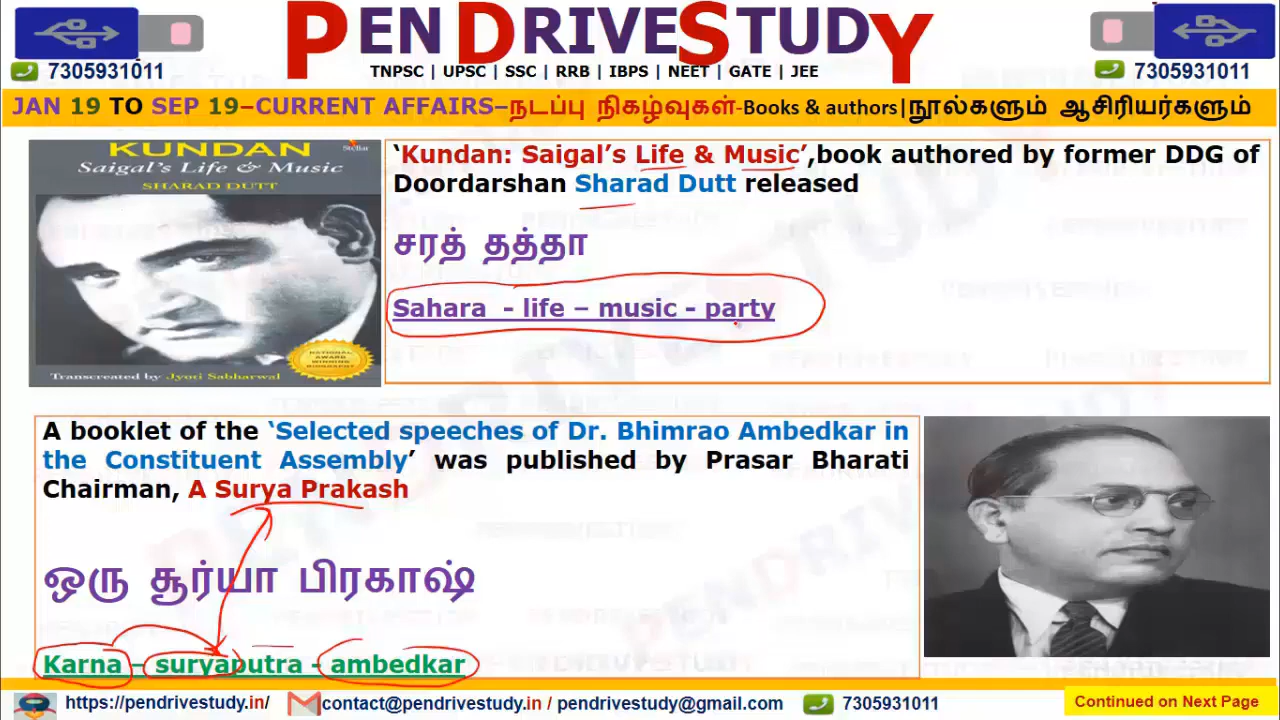 PENDRIVESTUDY
TNPSC | UPSC | SSC | RRB | IBPS | NEET | GATE | JEE
7305931011
7305931011
JAN 19 TO SEP 19–CURRENT AFFAIRS–நடப்பு நிகழ்வுகள்-Books & authors|நூல்களும் ஆசிரியர்களும்
KUNDAN
Saigal's Life & Music
SHARAD DUTT
Stellar
NATIONAL
AWARD
WINNING
BIOGRAPHY
Transcreated by Jyoti Sabharwal
‘Kundan: Saigal’s Life & Music’,book authored by former DDG of
Doordarshan Sharad Dutt released
சரத் தத்தா
Sahara - life – music - party
A booklet of the ‘Selected speeches of Dr. Bhimrao Ambedkar in
the Constituent Assembly’ was published by Prasar Bharati
Chairman, A Surya Prakash
ஒரு சூர்யா பிரகாஷ்
Karna – suryaputra - ambedkar
https://pendrivestudy.in/
contact@pendrivestudy.in / pendrivestudy@gmail.com
7305931011
Continued on Next Page